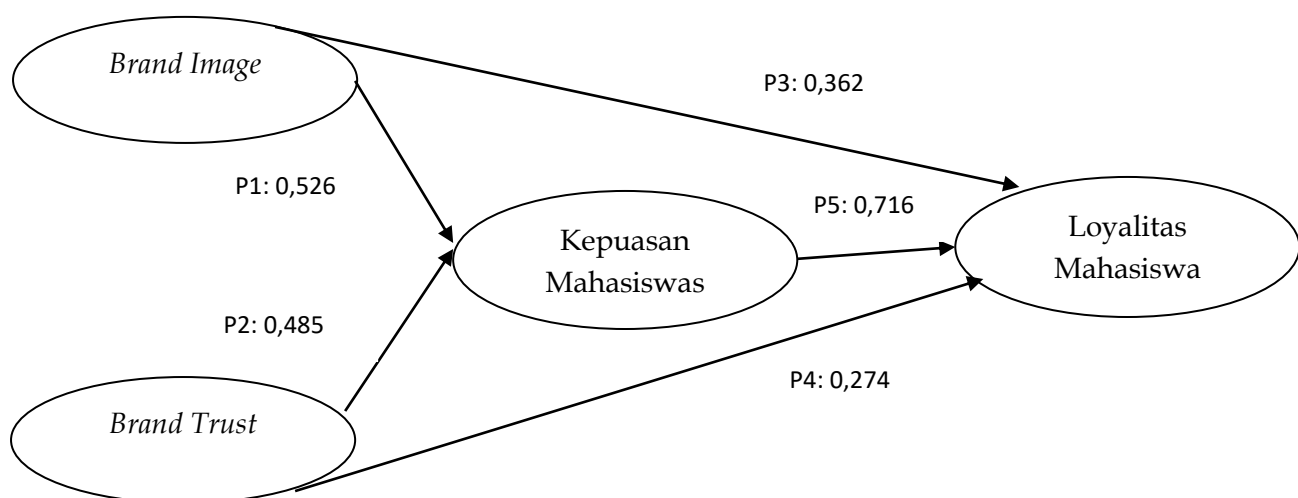 Brand Image
P3: 0,362
P1: 0,526
P5: 0,716
Kepuasan
Mahasiswas
Loyalitas
Mahasiswa
P2: 0,485
P4: 0,274
Brand Trust